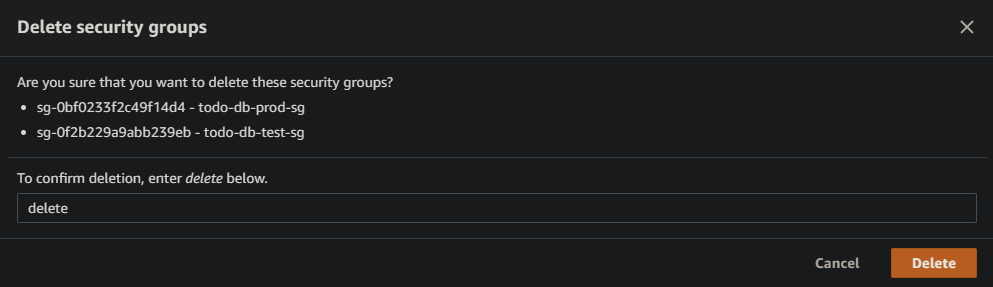 Delete security groups
Are you sure that you want to delete these security groups?
• sg-0bf0233f2c49f14d4 - todo-db-prod-sg
• sg-0f2b229a9abb239eb - todo-db-test-sg
To confirm deletion, enter delete below.
delete
Cancel Delete